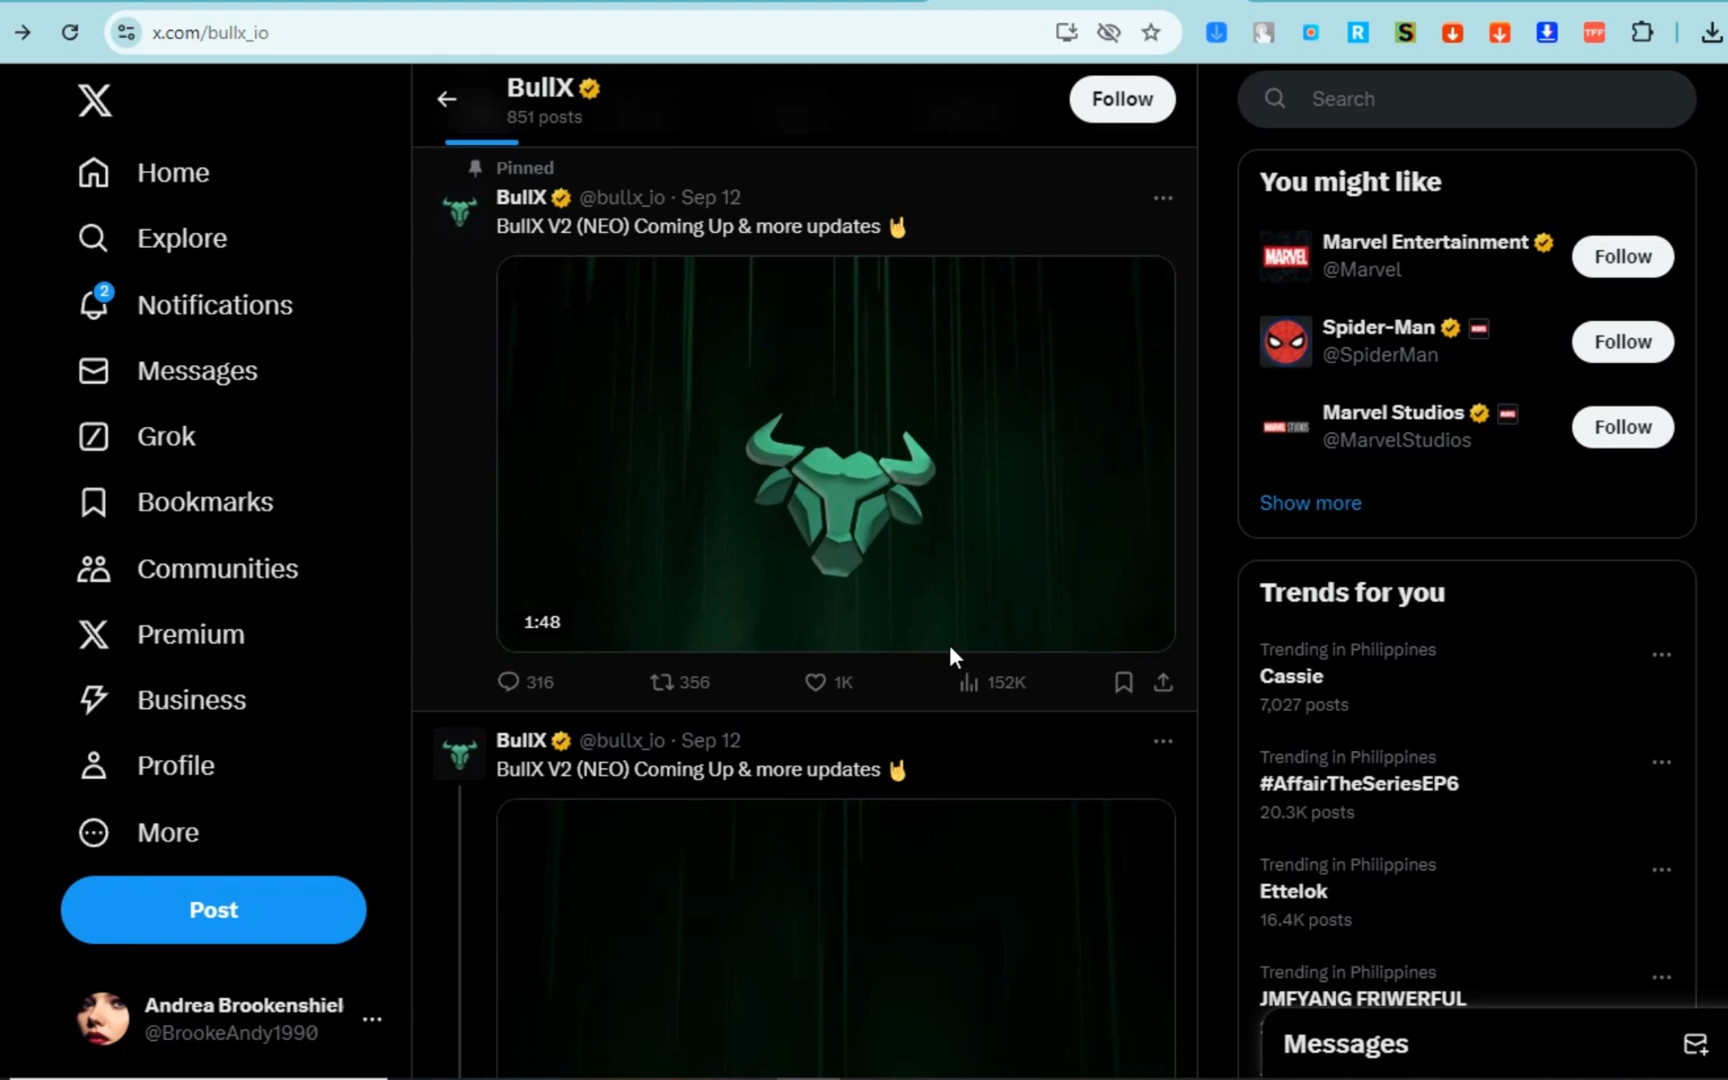 x.com/bullx_io
R
S
TFF
BullX
851 posts
Follow
Search
Home
Explore
2
Notifications
Messages
Grok
Bookmarks
Communities
Premium
Business
Profile
More
Post
Andrea Brookenshiel
@BrookeAndy1990
Pinned
BullX @bullx_io · Sep 12
BullX V2 (NEO) Coming Up & more updates 🤘
1:48
316 356 1K 152K
BullX @bullx_io · Sep 12
BullX V2 (NEO) Coming Up & more updates 🤘
You might like
MARVEL
Marvel Entertainment
@Marvel
Follow
Spider-Man
@SpiderMan
Follow
MARVEL STUDIOS
Marvel Studios
@MarvelStudios
Follow
Show more
Trends for you
Trending in Philippines
Cassie
7,027 posts
Trending in Philippines
#AffairTheSeriesEP6
20.3K posts
Trending in Philippines
Ettelok
16.4K posts
Trending in Philippines
JMFYANG FRIWERFUL
Messages